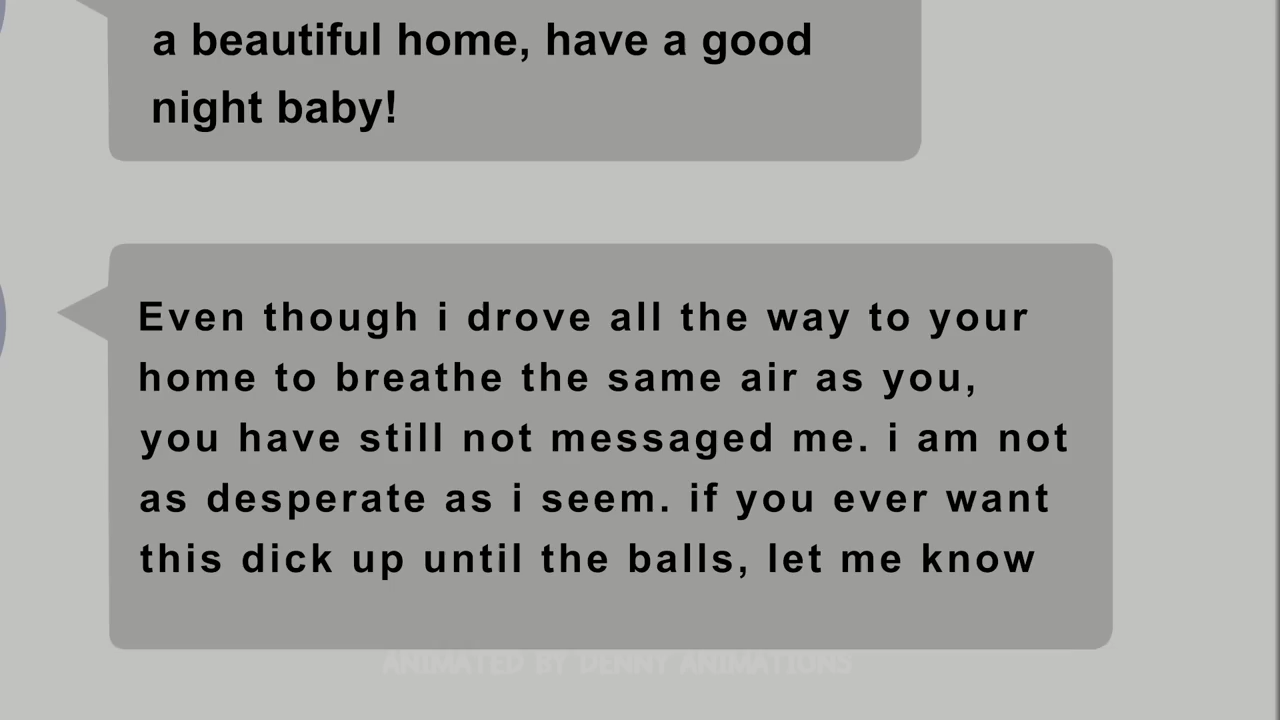 a beautiful home, have a good
night baby!
Even though i drove all the way to your
home to breathe the same air as you,
you have still not messaged me. i am not
as desperate as i seem. if you ever want
this dick up until the balls, let me know
ANIMATED BY DENNY ANIMATIONS